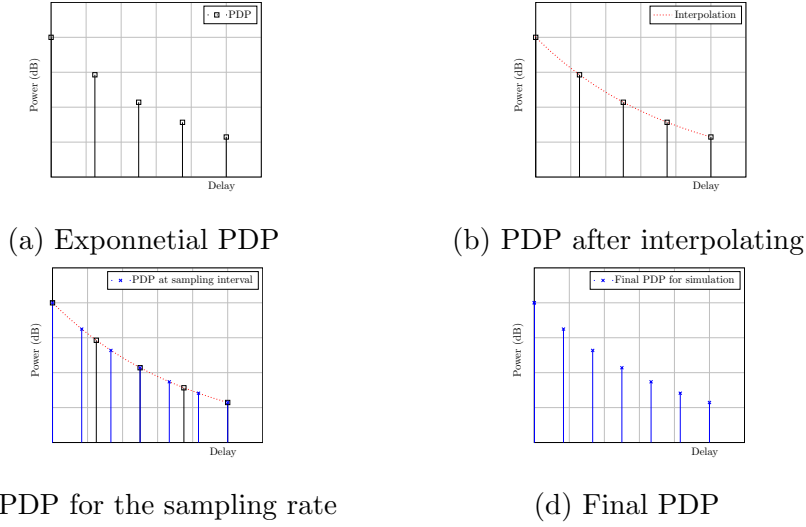 PDP
Power (dB)
Delay
(a) Exponnetial PDP
Interpolation
Power (dB)
Delay
(b) PDP after interpolating
PDP at sampling interval
Power (dB)
Delay
PDP for the sampling rate
Final PDP for simulation
Power (dB)
Delay
(d) Final PDP